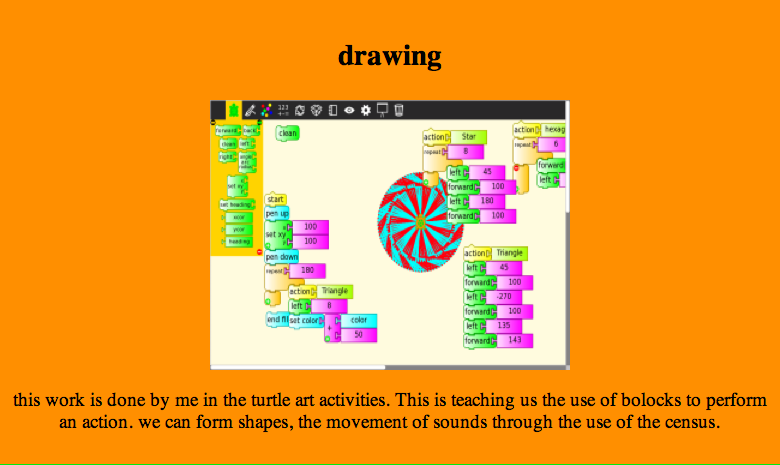 drawing
forward back
clean left
right
set xy
set heading
xcor
ycor
heading
clean
start
pen up
set xy x 100
y 100
pen down
repeat 180
action Triangle
left 8
end fill set color + color
50
action Star
repeat 8
left 45
forward 100
left 180
forward 100
action hexag
repeat 6
forward
left
action Triangle
left 45
forward 100
left -270
forward 100
left 135
forward 143
this work is done by me in the turtle art activities. This is teaching us the use of bolocks to perform
an action. we can form shapes, the movement of sounds through the use of the census.